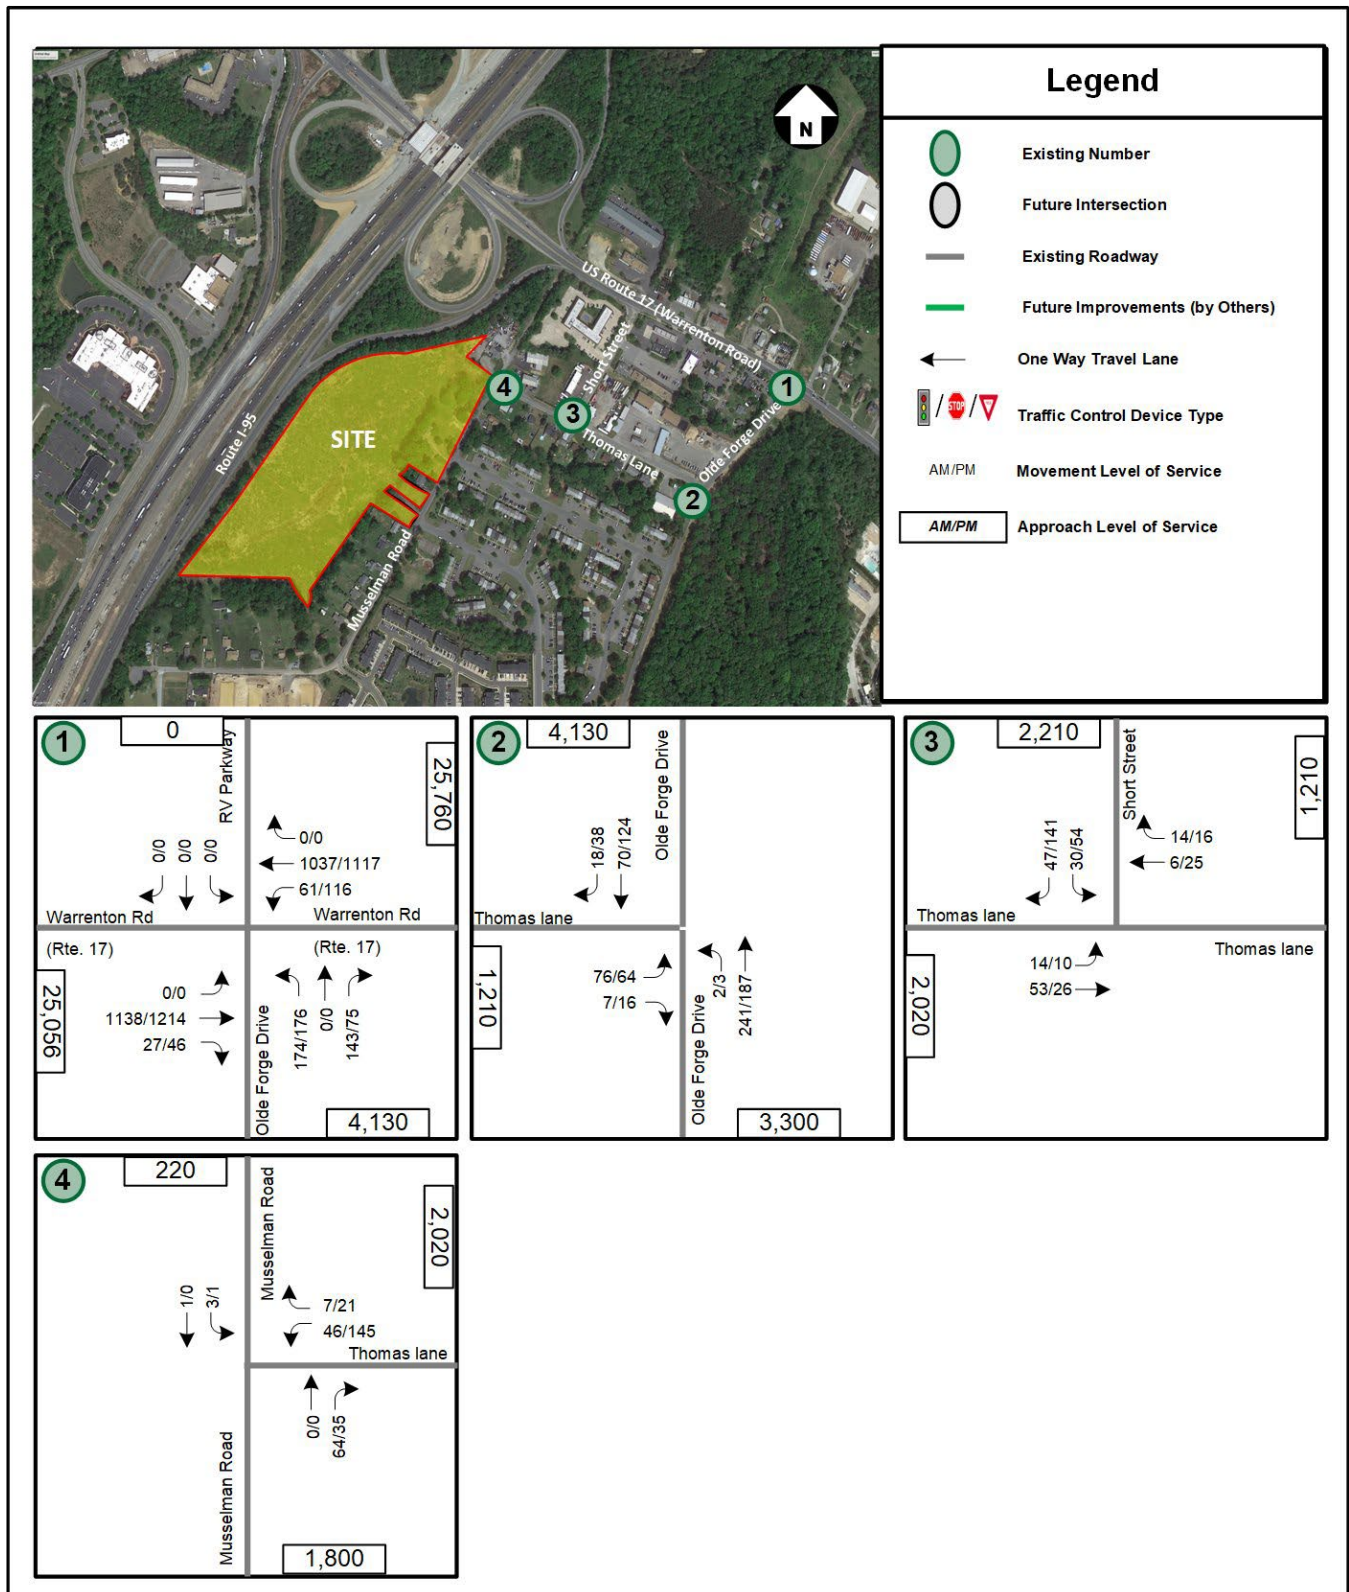 Legend
N
Existing Number
Future Intersection
Existing Roadway
Future Improvements (by Others)
One Way Travel Lane
STOP
/ /
Traffic Control Device Type
AM/PM
Movement Level of Service
AM/PM
Approach Level of Service
US Route 17 (Warrenton Road)
Short Street
Route I-95
SITE
4
3
1
2
Thomas Lane
Olde Forge Drive
Musselman Road
1
0
RV Parkway
25,760
0/0
0/0
0/0
0/0
1037/1117
61/116
Warrenton Rd
Warrenton Rd
(Rte. 17)
(Rte. 17)
25,056
0/0
1138/1214
27/46
Olde Forge Drive
174/176
0/0
143/75
4,130
2
4,130
Olde Forge Drive
18/38
70/124
Thomas lane
1,210
76/64
7/16
Olde Forge Drive
2/3
241/187
3,300
3
2,210
Short Street
1,210
47/141
30/54
14/16
6/25
Thomas lane
Thomas lane
2,020
14/10
53/26
4
220
Musselman Road
2,020
1/0
3/1
7/21
46/145
Thomas lane
0/0
64/35
Musselman Road
1,800